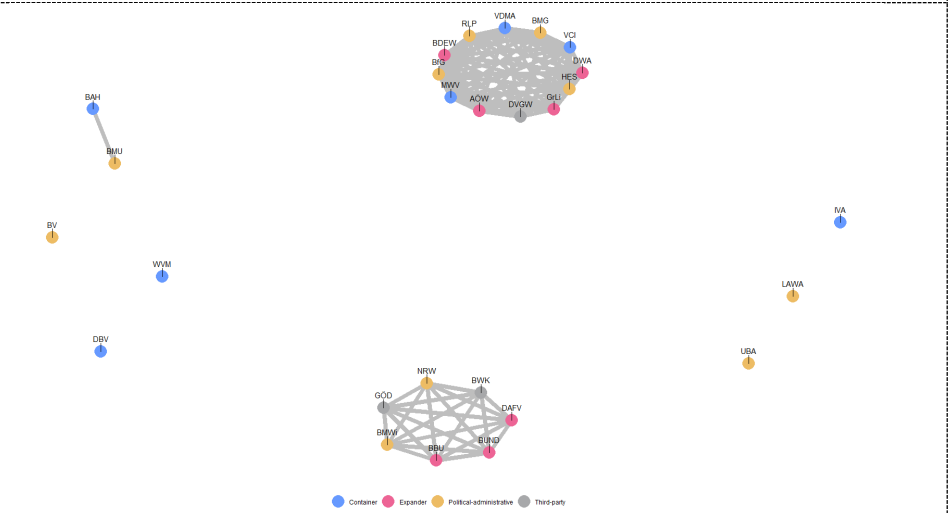 VDMA
RLP
BMG
VCI
BDEW
DWA
BfG
HES
MWV
AÖW
GrLi
DVGW
BAH
BMU
BV
IVA
WVM
LAWA
DBV
UBA
NRW
BWK
GÖD
DAFV
BMWi
BUND
BBU
Container Expander Political-administrative Third-party